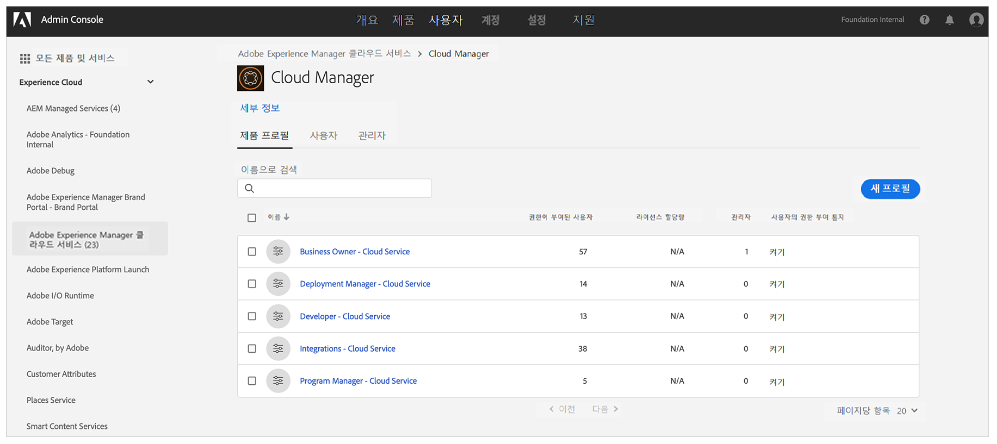 Admin Console
개요 제품 사용자 계정 설정 지원
Foundation Internal
모든 제품 및 서비스
Experience Cloud
AEM Managed Services (4)
Adobe Analytics - Foundation
Internal
Adobe Debug
Adobe Experience Manager Brand
Portal - Brand Portal
Adobe Experience Manager 클
라우드 서비스 (23)
Adobe Experience Platform Launch
Adobe I/O Runtime
Adobe Target
Auditor, by Adobe
Customer Attributes
Places Service
Smart Content Services
Adobe Experience Manager 클라우드 서비스 > Cloud Manager
Cloud Manager
세부 정보
제품 프로필 사용자 관리자
이름으로 검색
새 프로필
이름 권한이 부여된 사용자 라이선스 할당량 관리자 사용자의 권한 부여 통지
Business Owner - Cloud Service 57 N/A 1 켜기
Deployment Manager - Cloud Service 14 N/A 0 켜기
Developer - Cloud Service 13 N/A 0 켜기
Integrations - Cloud Service 38 N/A 0 켜기
Program Manager - Cloud Service 5 N/A 0 켜기
이전 다음
페이지당 항목 20